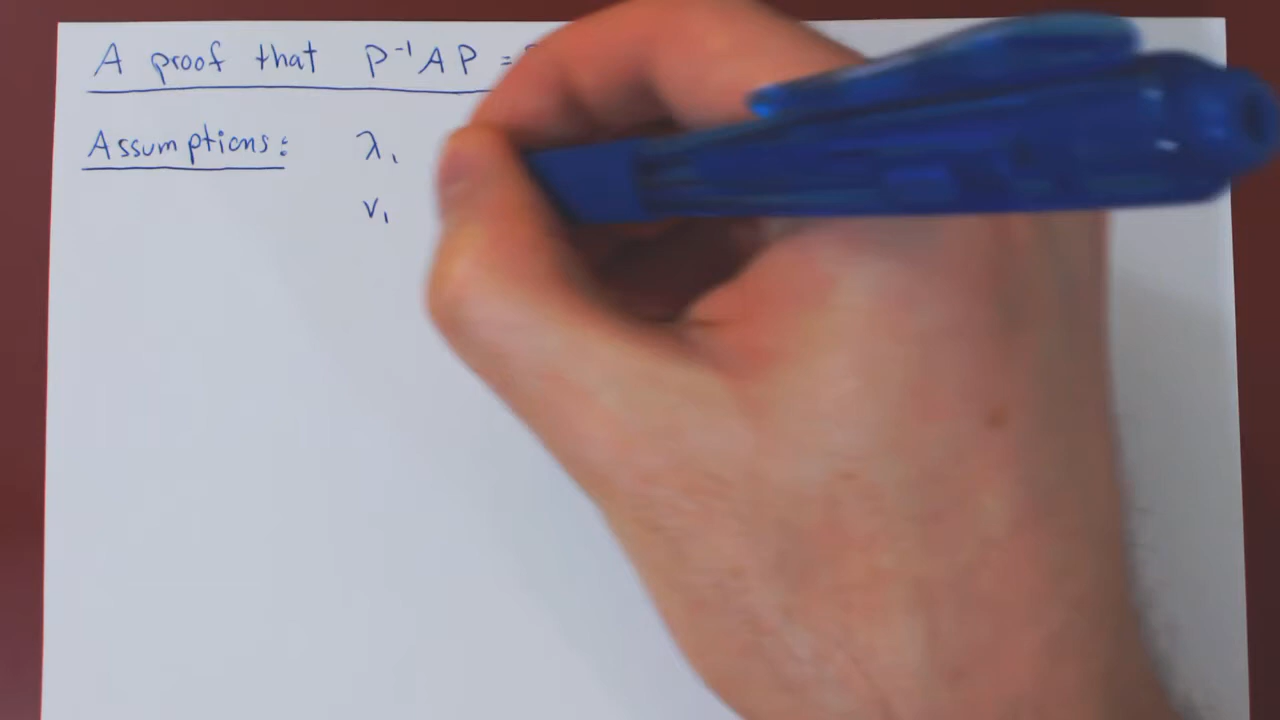 A proof that P⁻¹AP =
Assumptions: λ₁
v₁